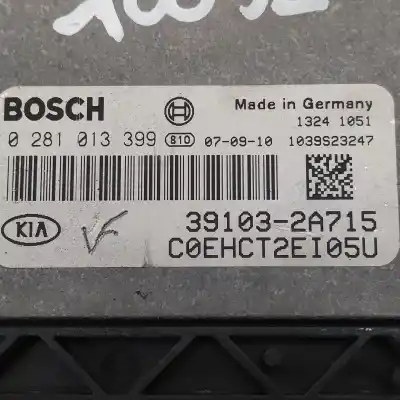 BOSCH Made in Germany
1324 1051
0 281 013 399 810 07-09-10 1039S23247
KIA VF 39103-2A715
C0EHCT2EI05U